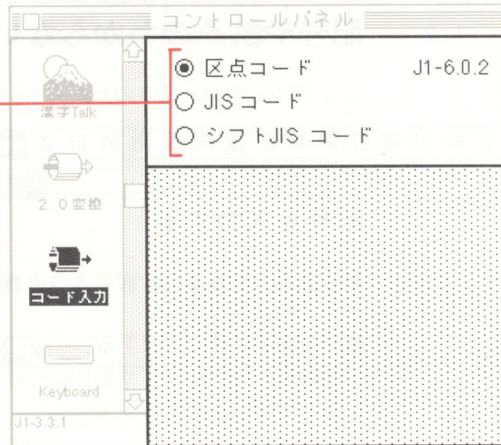 コントロールパネル
区点コード
J1-6.0.2
JISコード
シフトJIS コード
漢字Talk
2.0変換
コード入力
Keyboard
J1-3.3.1